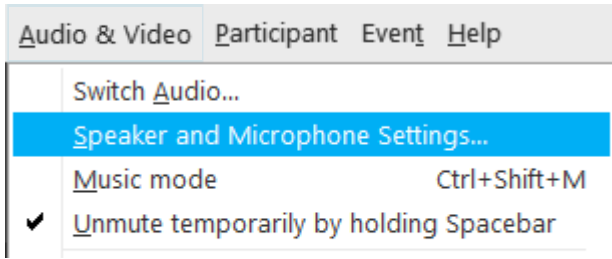 Audio & Video Participant Event Help
Switch Audio...
Speaker and Microphone Settings...
Music mode Ctrl+Shift+M
Unmute temporarily by holding Spacebar